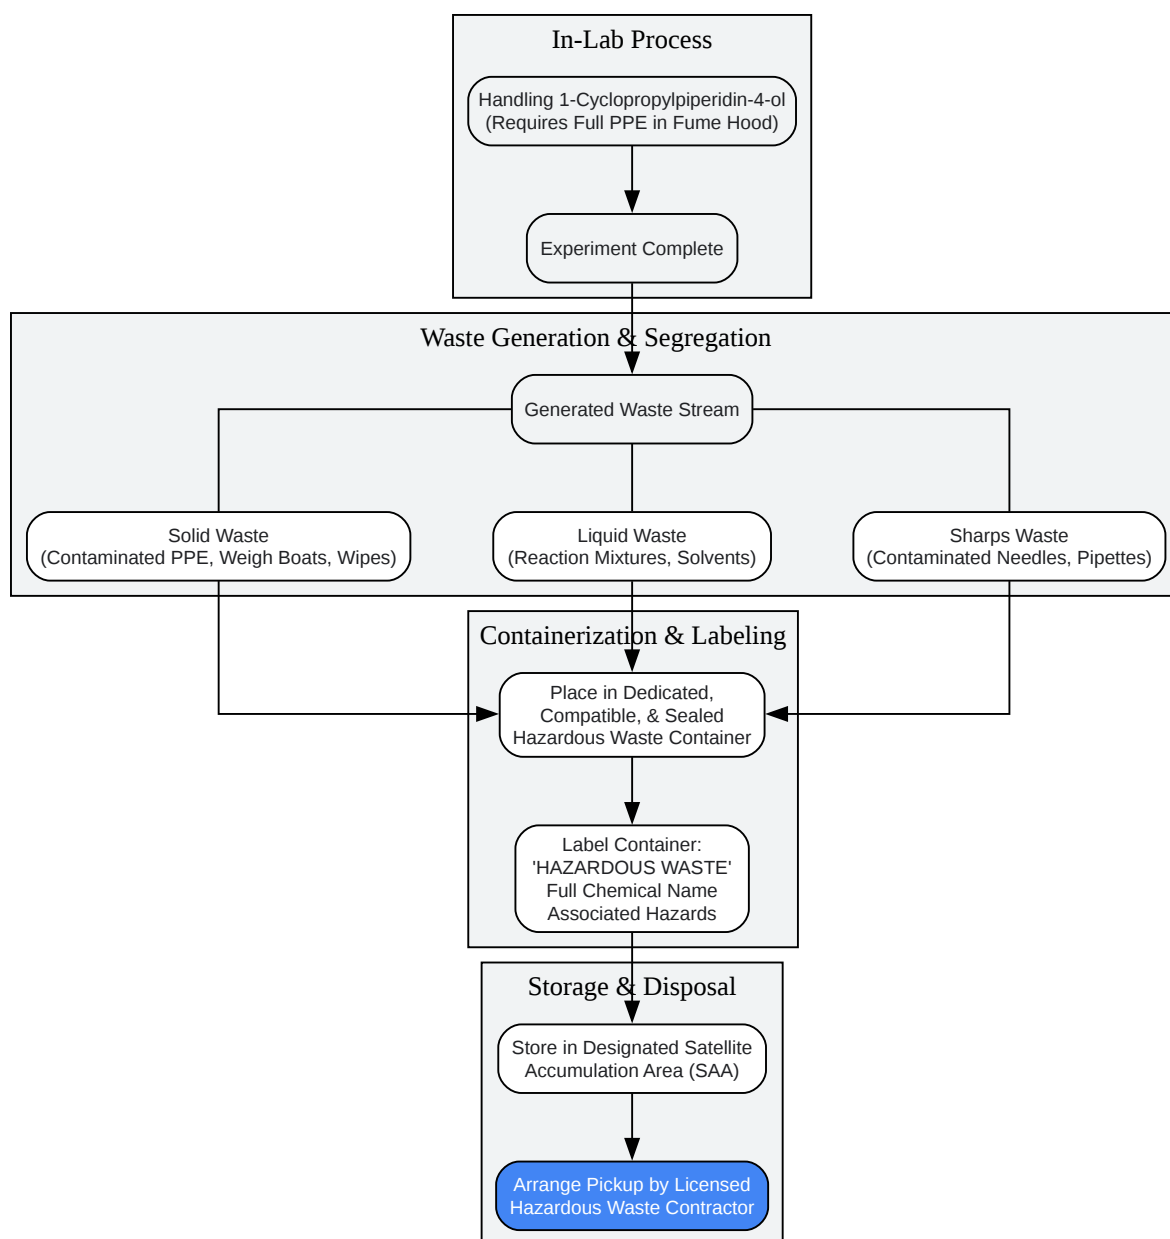 In-Lab Process
Handling 1-Cyclopropylpiperidin-4-ol
(Requires Full PPE in Fume Hood)
Experiment Complete
Waste Generation & Segregation
Generated Waste Stream
Solid Waste
(Contaminated PPE, Weigh Boats, Wipes)
Liquid Waste
(Reaction Mixtures, Solvents)
Sharps Waste
(Contaminated Needles, Pipettes)
Containerization & Labeling
Place in Dedicated,
Compatible, & Sealed
Hazardous Waste Container
Label Container:
'HAZARDOUS WASTE'
Full Chemical Name
Associated Hazards
Storage & Disposal
Store in Designated Satellite
Accumulation Area (SAA)
Arrange Pickup by Licensed
Hazardous Waste Contractor